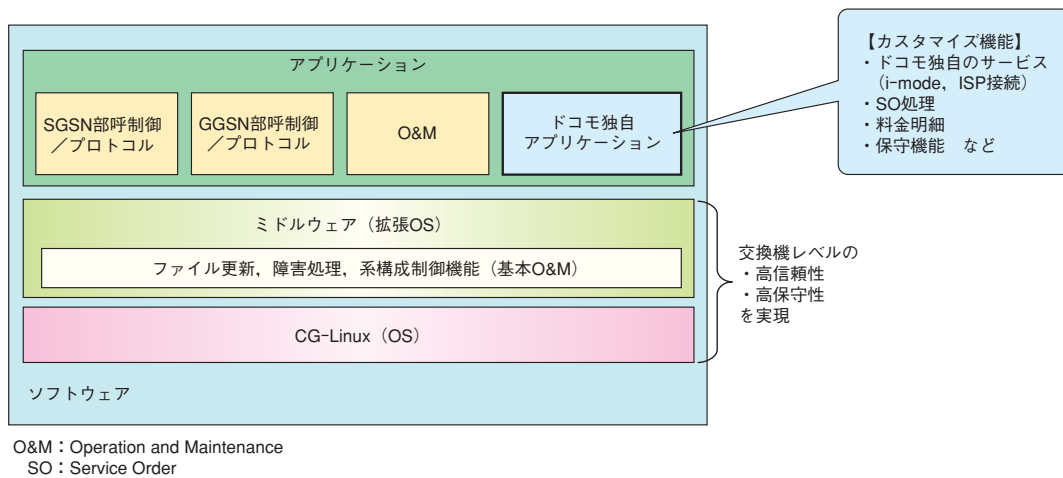 アプリケーション
SGSN部呼制御
／プロトコル
GGSN部呼制御
／プロトコル
O&M
ドコモ独自
アプリケーション
【カスタマイズ機能】
・ドコモ独自のサービス
（i-mode，ISP接続）
・SO処理
・料金明細
・保守機能　など
ミドルウェア（拡張OS）
ファイル更新，障害処理，系構成制御機能（基本O&M）
CG-Linux（OS）
交換機レベルの
・高信頼性
・高保守性
を実現
ソフトウェア
O&M：Operation and Maintenance
SO：Service Order